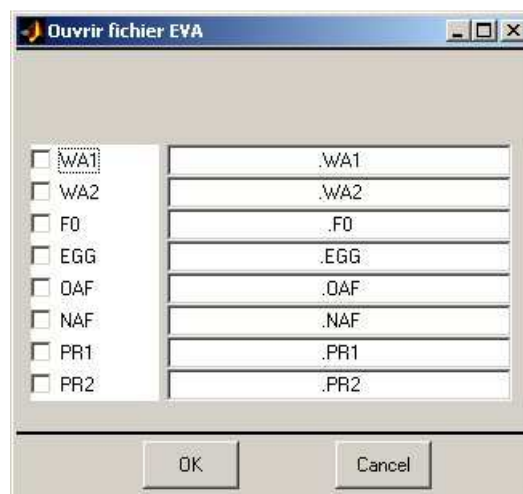 Ouvrir fichier EVA
WA1 .WA1
WA2 .WA2
F0 .F0
EGG .EGG
OAF .OAF
NAF .NAF
PR1 .PR1
PR2 .PR2
OK Cancel